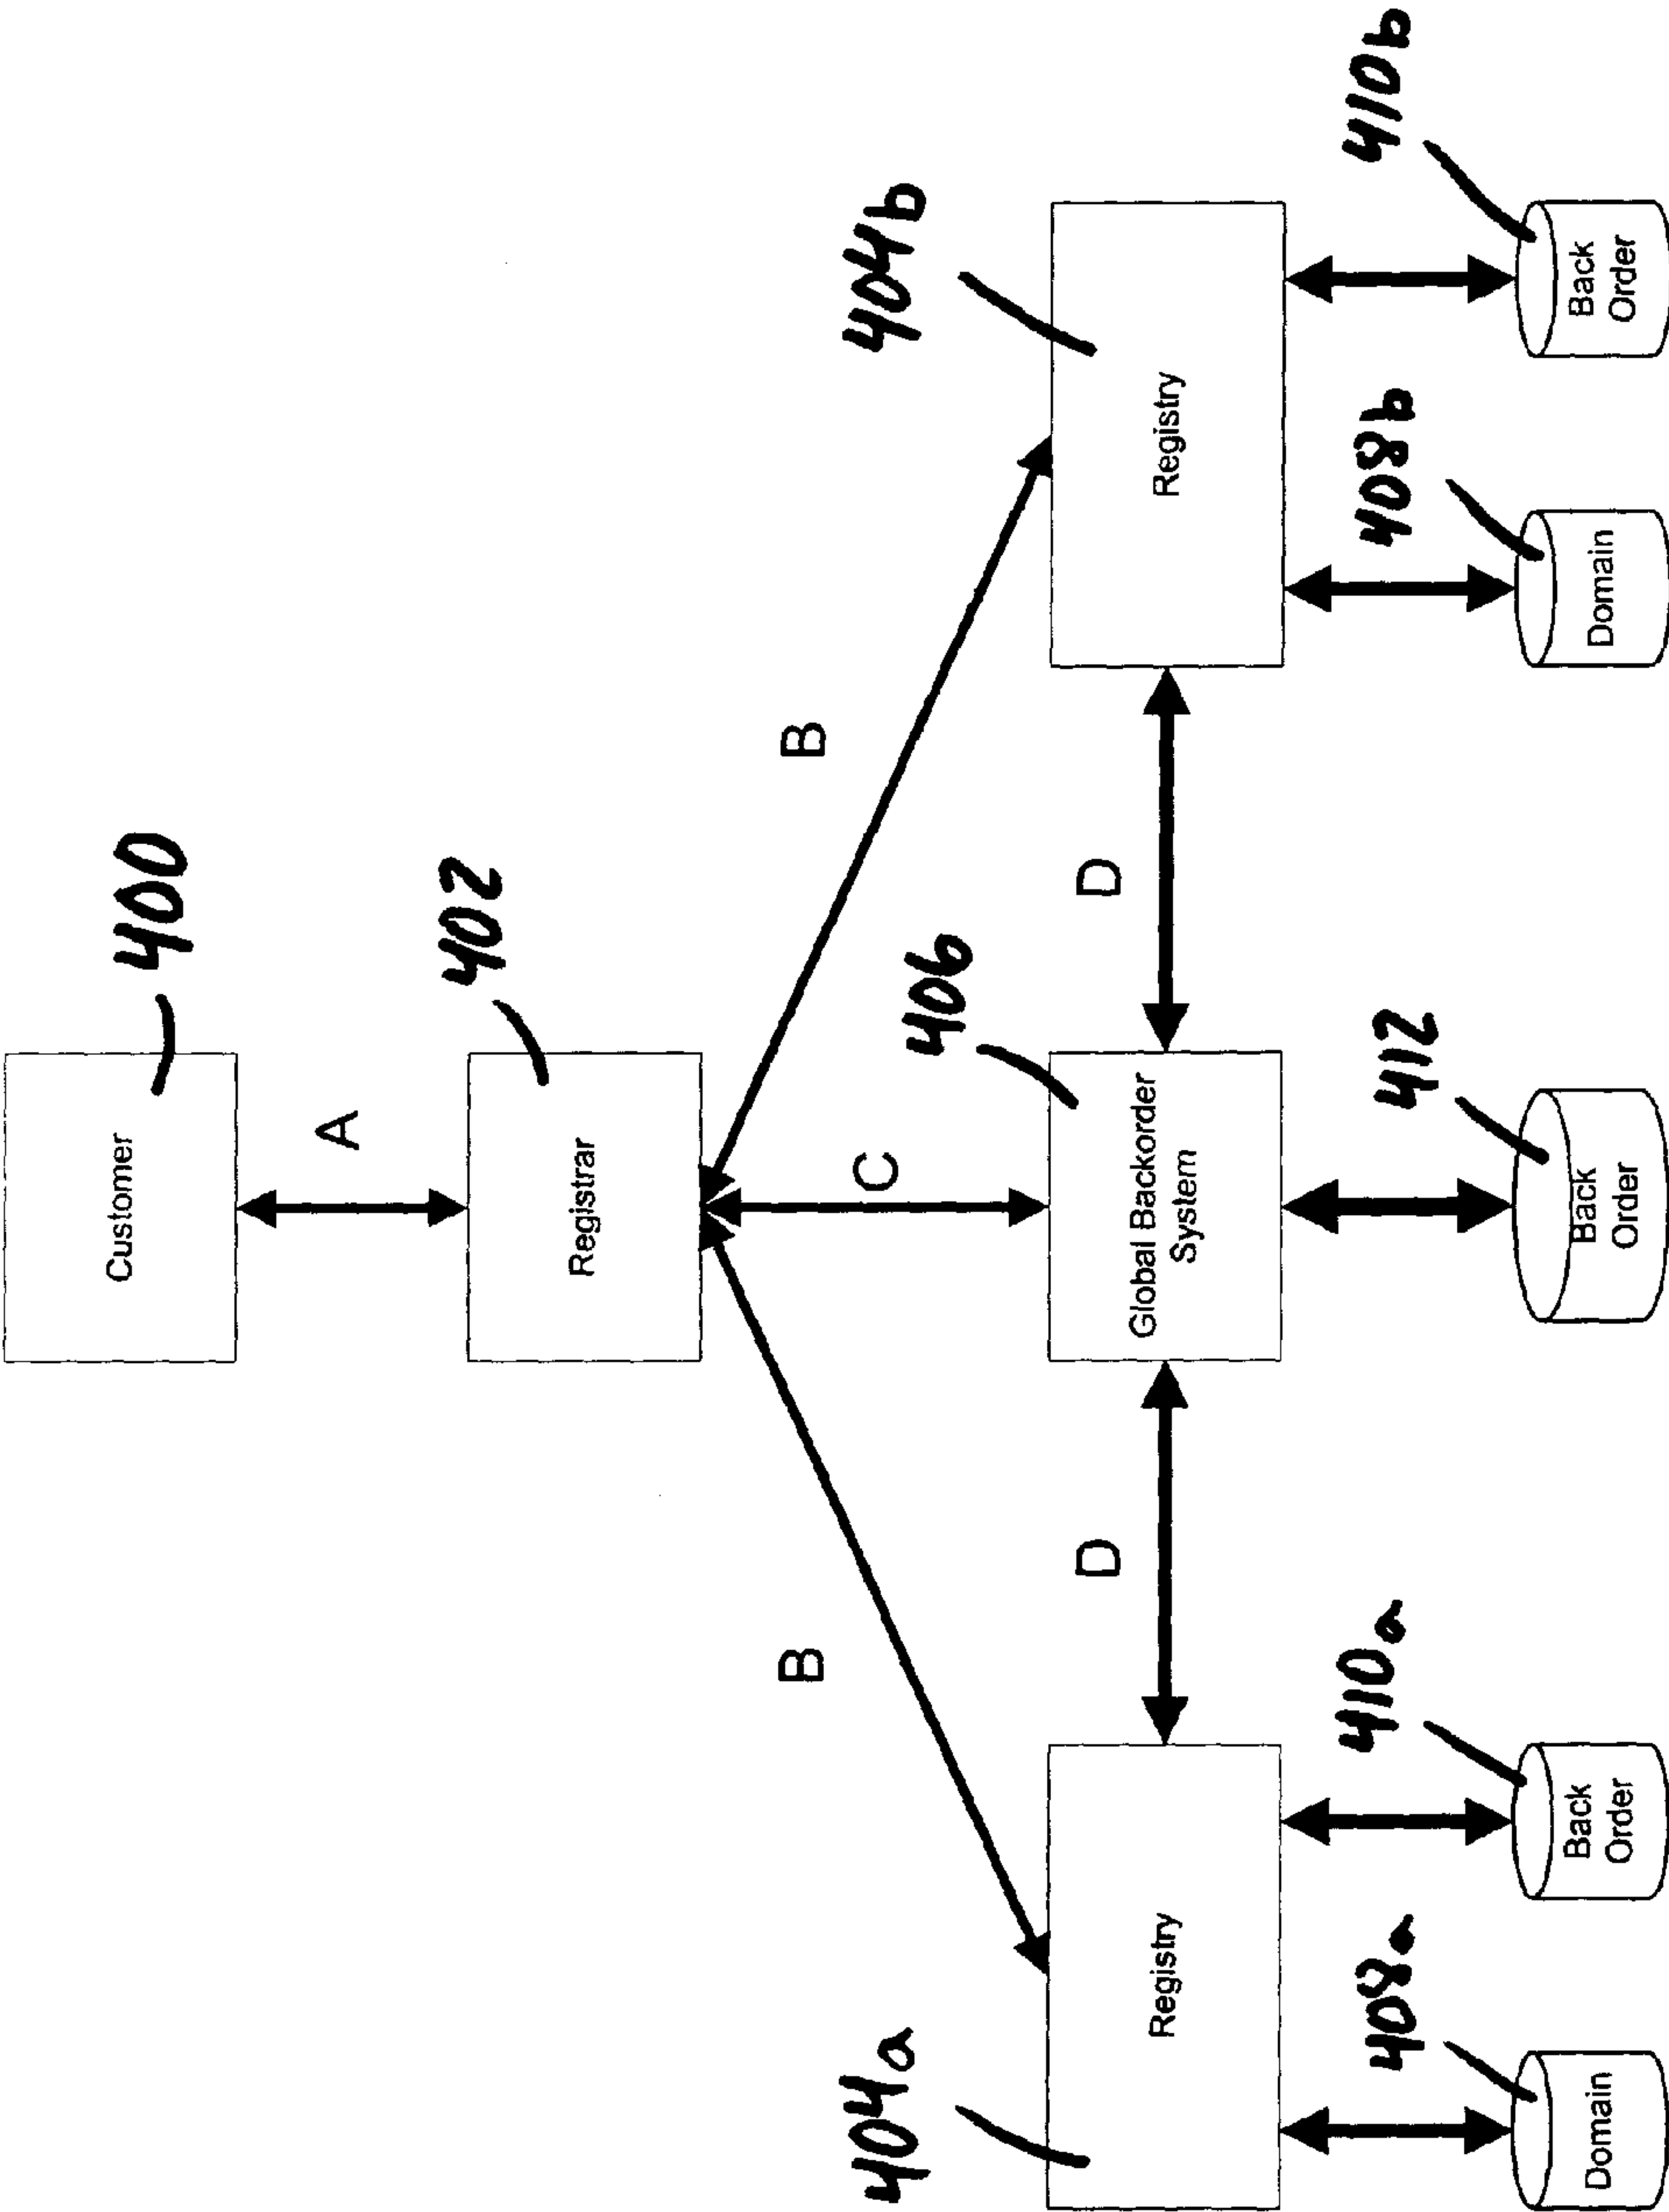 Customer
400
A
Registrar
402
B
B
C
404a
406
404b
D
D
Registry
Global Backorder
System
Registry
408a
410a
412
408b
410b
Domain
Back
Order
Back
Order
Domain
Back
Order